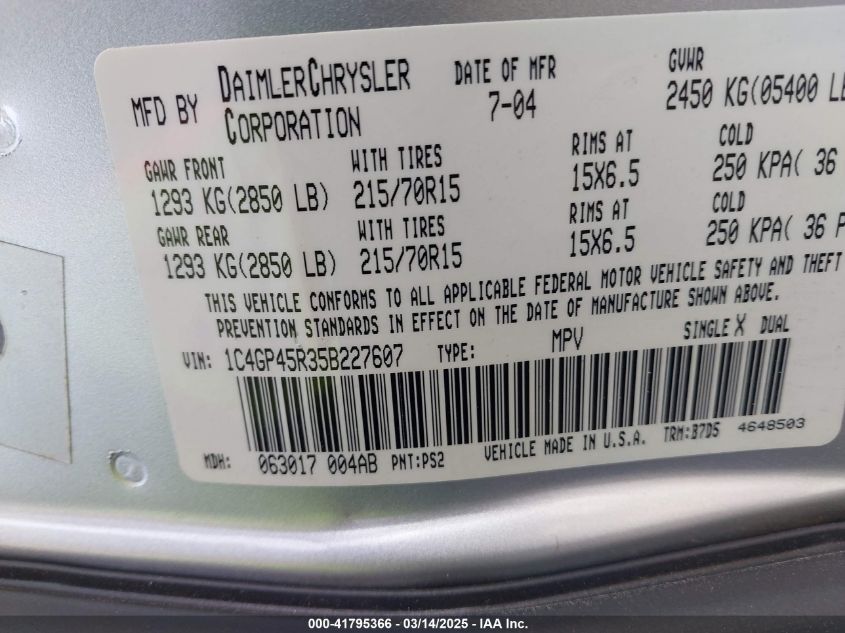 MFD BY DAIMLERCHRYSLER CORPORATION DATE OF MFR 7-04 GVWR 2450 KG(05400 LB
GAWR FRONT WITH TIRES RIMS AT COLD
1293 KG(2850 LB) 215/70R15 15X6.5 250 KPA( 36
GAWR REAR WITH TIRES RIMS AT COLD
1293 KG(2850 LB) 215/70R15 15X6.5 250 KPA( 36 P
THIS VEHICLE CONFORMS TO ALL APPLICABLE FEDERAL MOTOR VEHICLE SAFETY AND THEFT
PREVENTION STANDARDS IN EFFECT ON THE DATE OF MANUFACTURE SHOWN ABOVE.
VIN: 1C4GP45R35B227607 TYPE: MPV SINGLE X DUAL
MDH: 063017 004AB PNT:PS2 VEHICLE MADE IN U.S.A. TRM:B7D5 4648503
000-41795366 - 03/14/2025 - IAAI Inc.